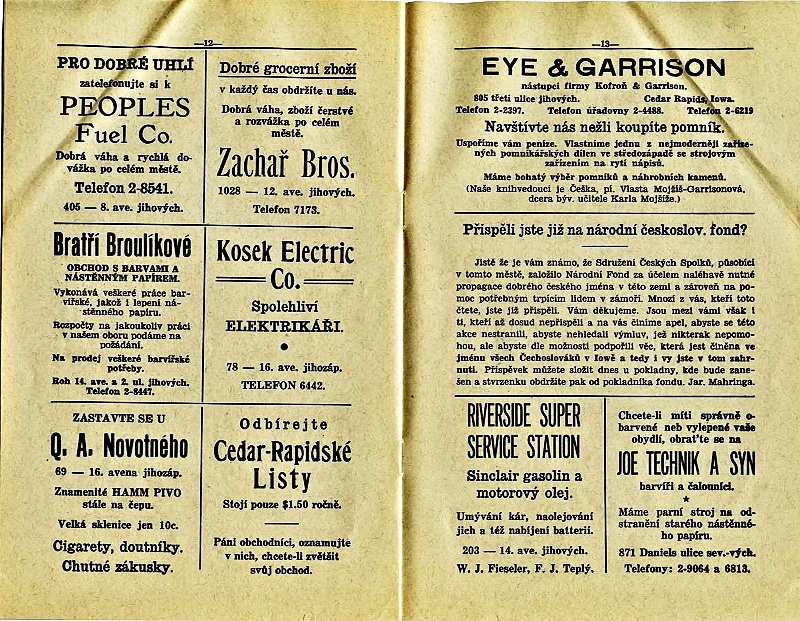 —12—
PRO DOBRÉ UHLÍ
zatelefonujte si k
PEOPLES
Fuel Co.
Dobrá váha a rychlá do-
vážka po celém městě.
Telefon 2-8541.
405 — 8. ave. jihových.
Dobré grocerní zboží
v každý čas obdržíte u nás.
Dobrá váha, zboží čerstvé
a rozvážka po celém
městě.
Zachař Bros.
1028 — 12. ave. jihových.
Telefon 7173.
Bratří Broulíkové
OBCHOD S BARVAMI A
NÁSTĚNNÝM PAPÍREM.
Vykonává veškeré práce bar-
vířské, jakož i lepení ná-
stěnného papíru.
Rozpočty na jakoukoliv práci
v našem oboru podáme na
požádání.
Na prodej veškeré barvířské
potřeby.
Roh 14. ave. a 2. ul. jihových.
Telefon 2-8447.
Kosek Electric
Co.
Spolehliví
ELEKTRIKÁŘI.
78 — 16. ave. jihozáp.
TELEFON 6442.
ZASTAVTE SE U
Q. A. Novotného
69 — 16. avena jihozáp.
Znamenité HAMM PIVO
stále na čepu.
Velká sklenice jen 10c.
Cigarety, doutníky.
Chutné zákusky.
Odbírejte
Cedar-Rapidské
Listy
Stojí pouze $1.50 ročně.
Páni obchodníci, oznamujte
v nich, chcete-li zvětšit
svůj obchod.
—13—
EYE & GARRISON
nástupci firmy Kofroň & Garrison.
805 třetí ulice jihových. Cedar Rapids, Iowa.
Telefon 2-2397. Telefon úřadovny 2-4488. Telefon 2-6219
Navštivte nás nežli koupíte pomník.
Uspoříme vám peníze. Vlastníme jednu z nejmoderněji zaříze-
ných pomníkářských dílen ve středozápadě se strojovým
zařízením na rytí nápisů.
Máme bohatý výběr pomníků a náhrobních kamenů.
(Naše knihvedoucí je Češka, pí. Vlasta Mojžíš-Garrisonová,
dcera býv. učitele Karla Mojšíže.)
Přispěli jste již na národní českoslov. fond?
Jistě že je vám známo, že Sdružení Českých Spolků, působící
v tomto městě, založilo Národní Fond za účelem naléhavě nutné
propagace dobrého českého jména v této zemi a zároveň na po-
moc potřebným trpícím lidem v zámoří. Mnozí z vás, kteří toto
čtete, jste již přispěli. Vám děkujeme. Jsou mezi vámi však i
ti, kteří až dosud nepřispěli a na vás činíme apel, abyste se této
akce nestranili, abyste nehledali výmluv, jež nikterak nepomo-
hou, ale abyste dle možnosti podpořili věc, která jest činěna ve
jménu všech Čechoslováků v Iowě a tedy i vy jste v tom zahr-
nuti. Příspěvek můžete složit dnes u pokladny, kde bude zane-
šen a stvrzenku obdržíte pak od pokladníka fondu. Jar. Mahringa.
RIVERSIDE SUPER
SERVICE STATION
Sinclair gasolin a
motorový olej.
Umývání kár, naolejování
jich a též nabíjení batterií.
203 — 14. ave. jihových.
W. J. Fieseler, F. J. Teplý.
Chcete-li míti správně o-
barvené neb vylepené vaše
obydlí, obraťte se na
JOE TECHNIK A SYN
barvíři a čalouníci.
Máme parní stroj na od-
stranění starého nástěnné-
ho papíru.
871 Daniels ulice sev.-vých.
Telefony: 2-9064 a 6813.